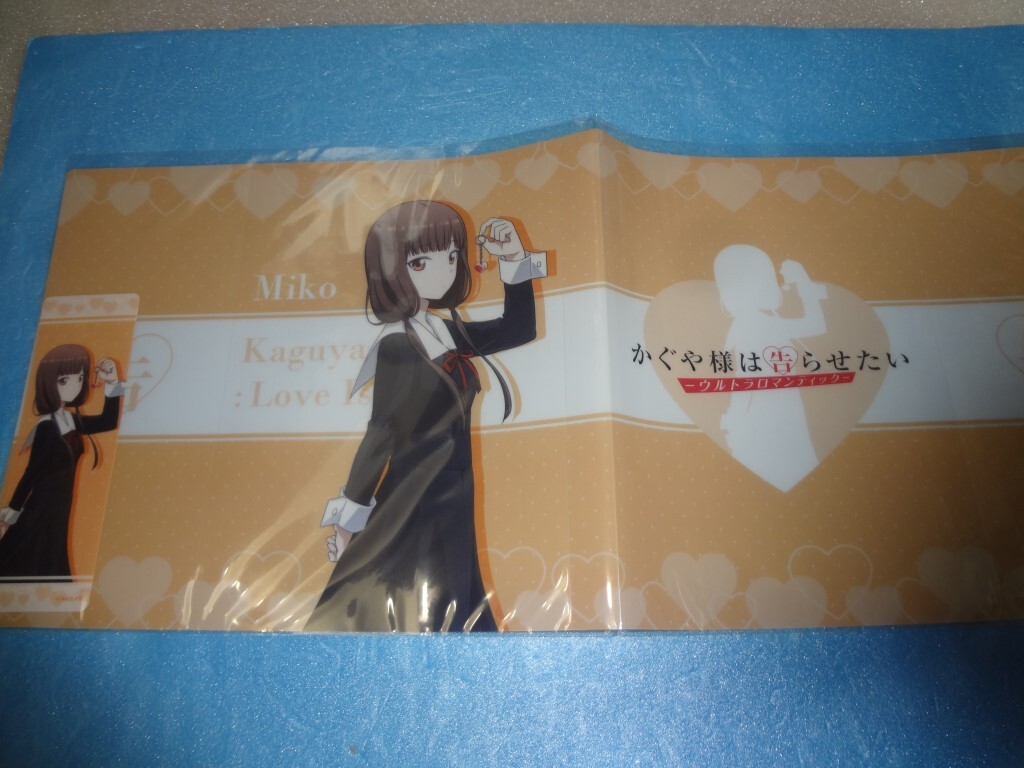 Miko
Kaguya
: Love Is
かぐや様は告らせたい
ーウルトラロマンティックー